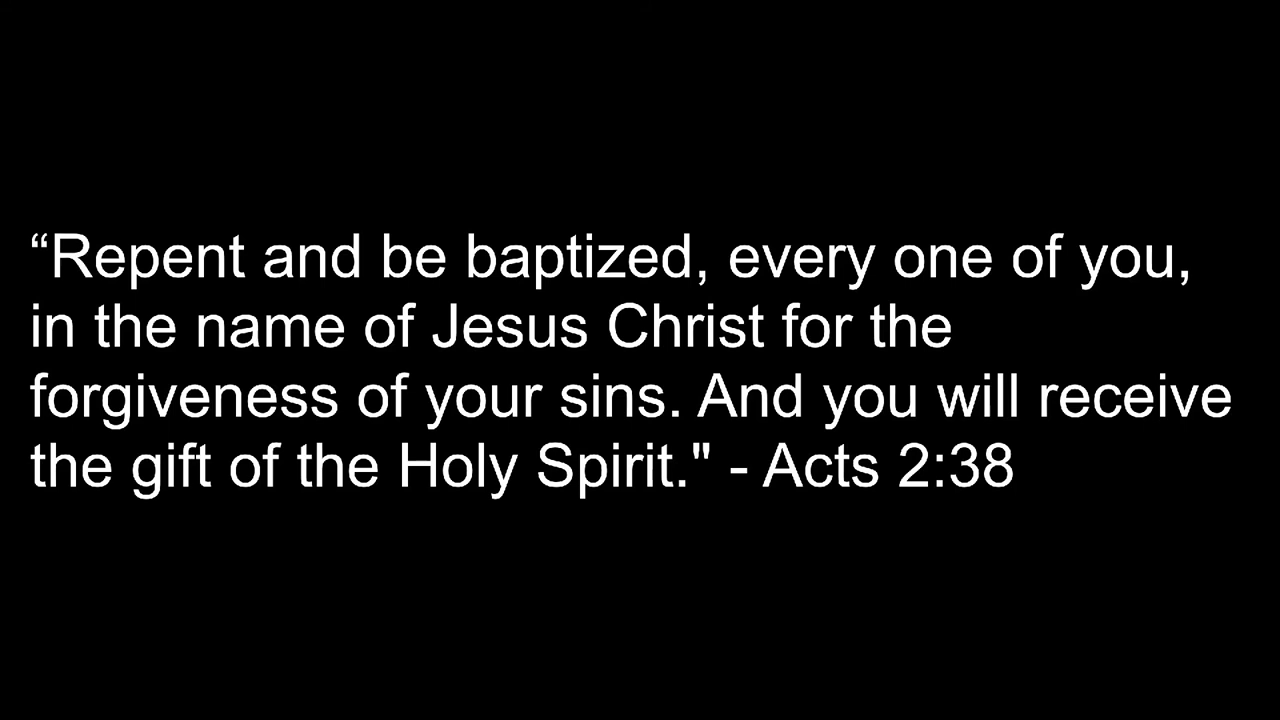 “Repent and be baptized, every one of you,
in the name of Jesus Christ for the
forgiveness of your sins. And you will receive
the gift of the Holy Spirit." - Acts 2:38